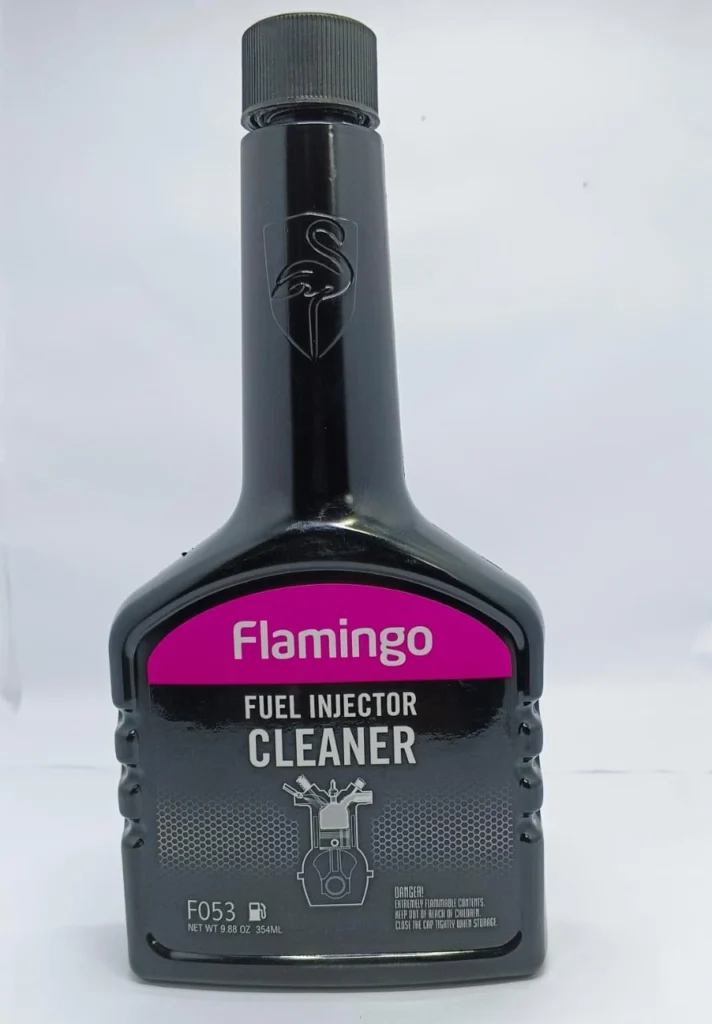 Flamingo
FUEL INJECTOR
CLEANER
F053
NET WT 9.88 OZ 354ML
DANGER!
EXTREMELY FLAMMABLE CONTENTS.
KEEP OUT OF REACH OF CHILDREN.
CLOSE THE CAP TIGHTLY WHEN STORAGE.